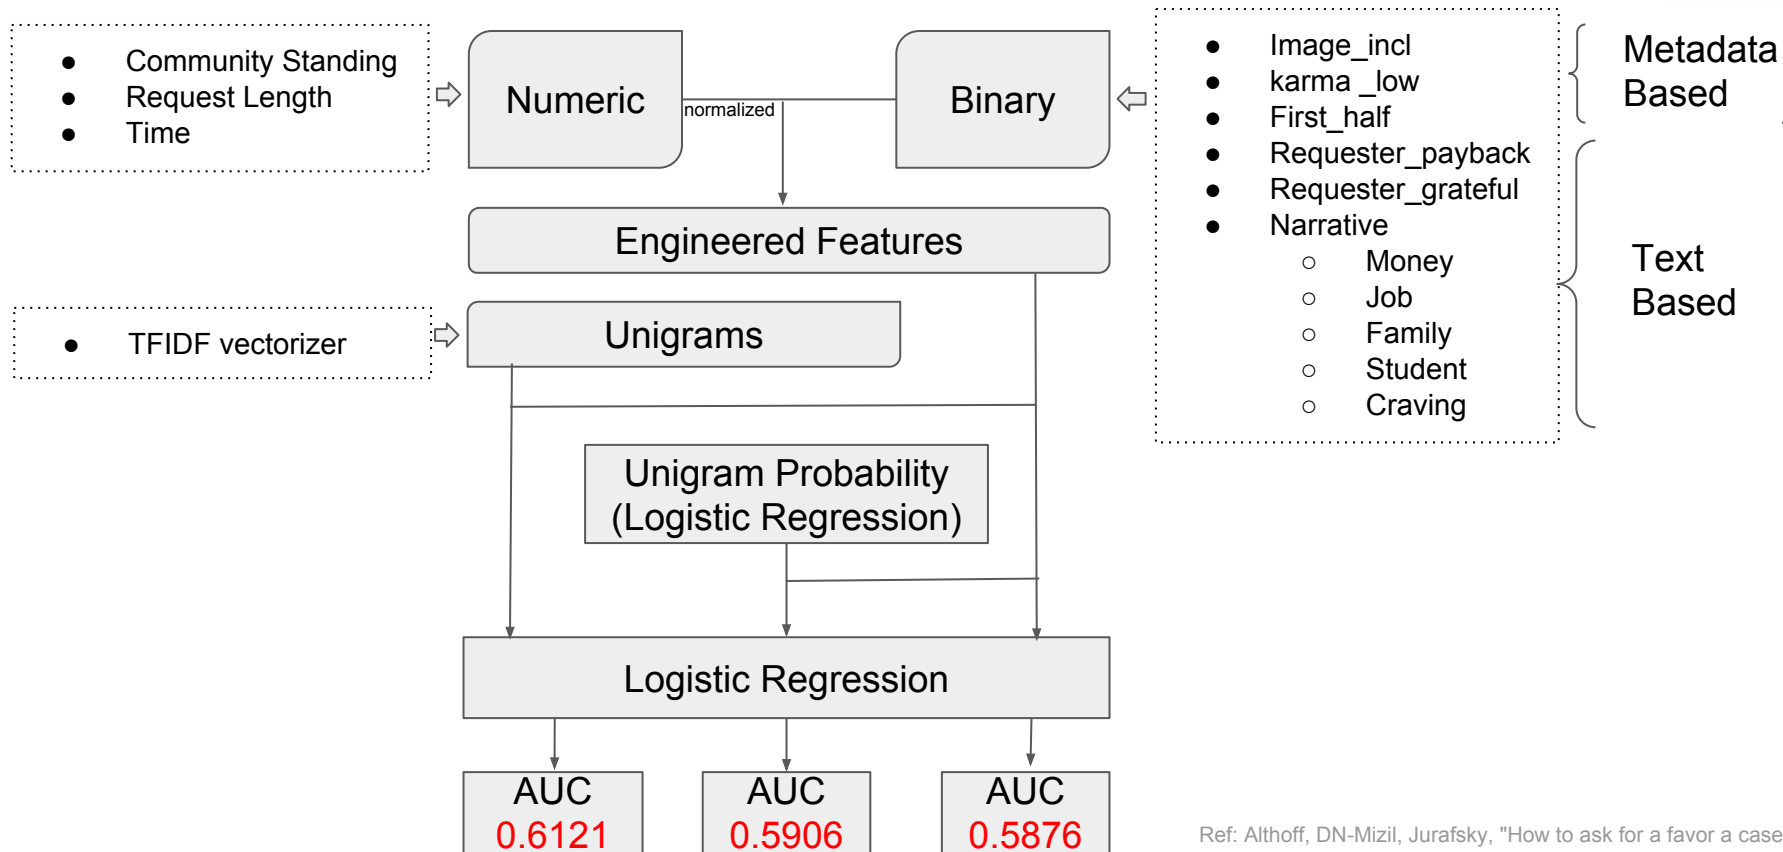 ● Community Standing
● Request Length
● Time
Numeric
normalized
Binary
● Image_incl
● karma _low
● First_half
● Requester_payback
● Requester_grateful
● Narrative
○ Money
○ Job
○ Family
○ Student
○ Craving
Metadata
Based
Text
Based
Engineered Features
● TFIDF vectorizer
Unigrams
Unigram Probability
(Logistic Regression)
Logistic Regression
AUC
0.6121
AUC
0.5906
AUC
0.5876
Ref: Althoff, DN-Mizil, Jurafsky, "How to ask for a favor a case